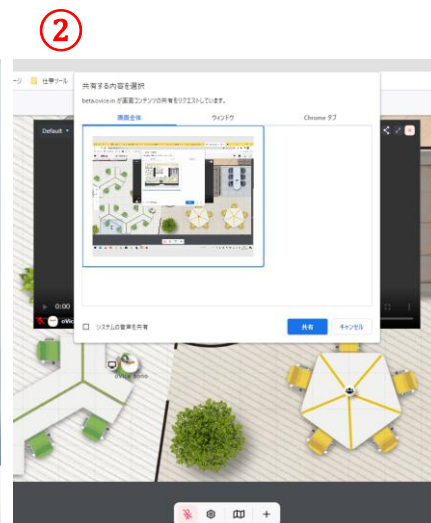 ②
仕事ツール
共有する内容を選択
beta.ovice.in が画面コンテンツの共有をリクエストしています。
画面全体 ウィンドウ Chrome タブ
Default
0:00
システムの音声を共有
共有 キャンセル
oVice
oVice